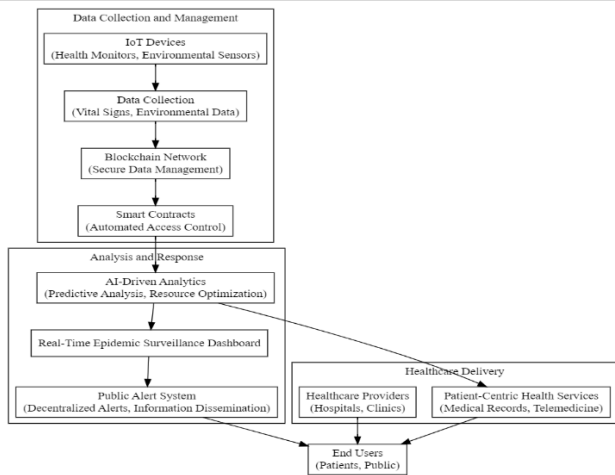 Data Collection and Management
IoT Devices
(Health Monitors, Environmental Sensors)
Data Collection
(Vital Signs, Environmental Data)
Blockchain Network
(Secure Data Management)
Smart Contracts
(Automated Access Control)
Analysis and Response
AI-Driven Analytics
(Predictive Analysis, Resource Optimization)
Real-Time Epidemic Surveillance Dashboard
Public Alert System
(Decentralized Alerts, Information Dissemination)
Healthcare Delivery
Healthcare Providers
(Hospitals, Clinics)
Patient-Centric Health Services
(Medical Records, Telemedicine)
End Users
(Patients, Public)